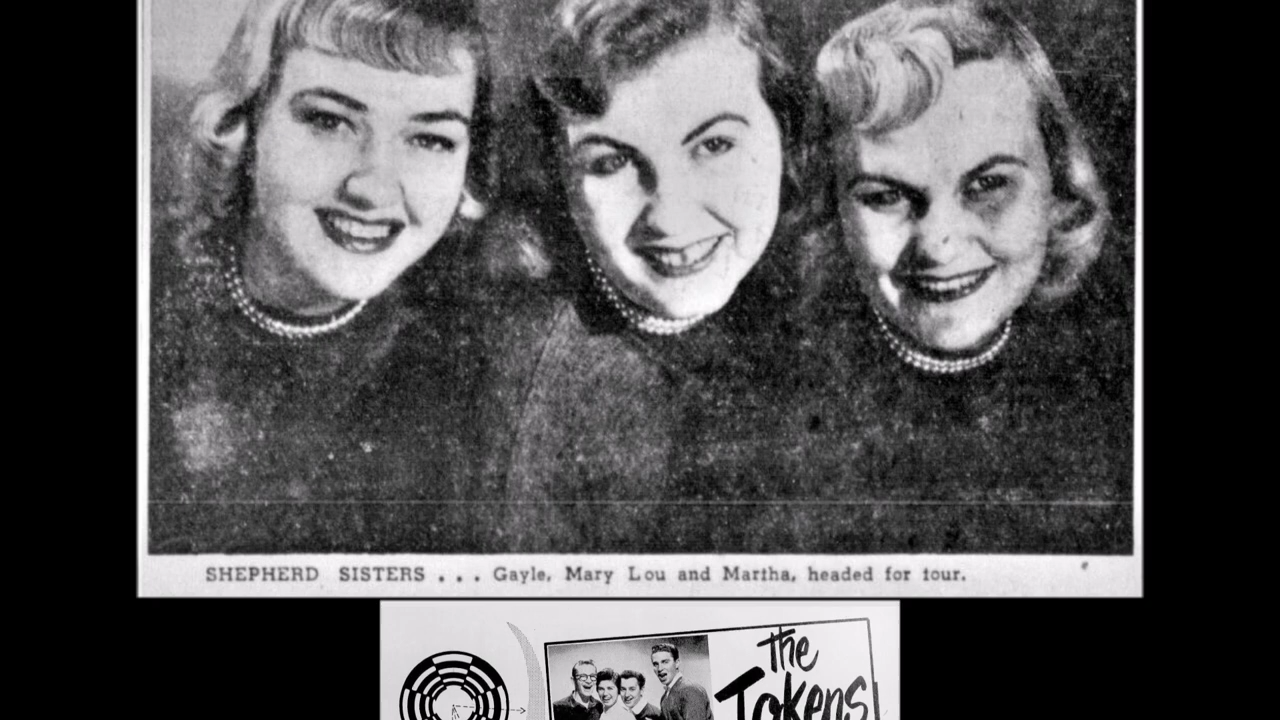 SHEPHERD SISTERS . . . Gayle, Mary Lou and Martha, headed for tour.
the
Tokens